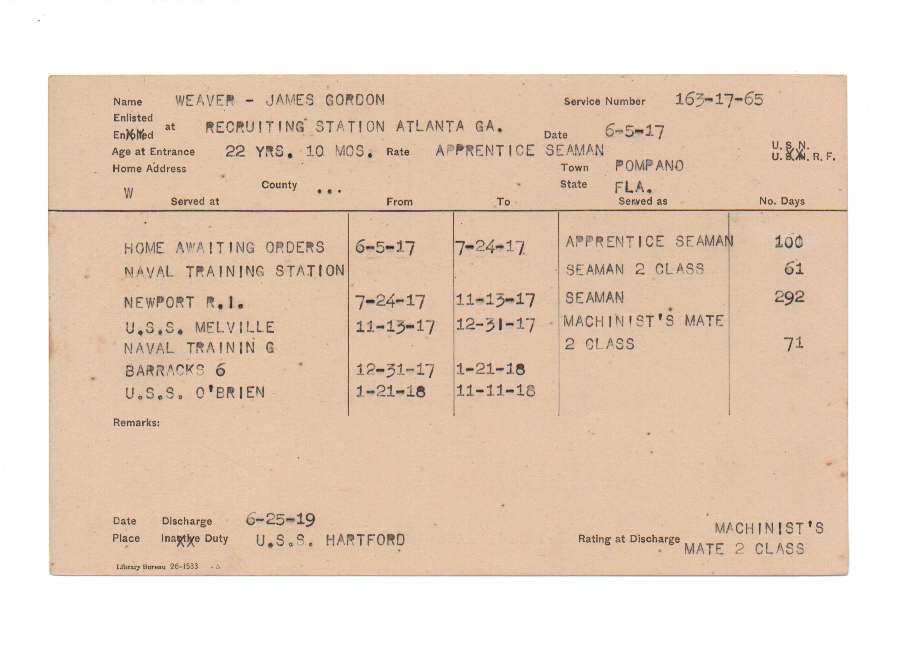 Name WEAVER - JAMES GORDON Service Number 163-17-65
Enlisted
Enrolled at RECRUITING STATION ATLANTA GA. Date 6-5-17
Age at Entrance 22 YRS. 10 MOS. Rate APPRENTICE SEAMAN U. S. N.
U. S. N. R. F.
Home Address Town POMPANO
W County ... State FLA.
Served at From To Served as No. Days
HOME AWAITING ORDERS 6-5-17 7-24-17 APPRENTICE SEAMAN 100
NAVAL TRAINING STATION SEAMAN 2 CLASS 61
NEWPORT R.I. 7-24-17 11-13-17 SEAMAN 292
U.S.S. MELVILLE 11-13-17 12-31-17 MACHINIST'S MATE
NAVAL TRAININ G 2 CLASS 71
BARRACKS 6 12-31-17 1-21-18
U.S.S. O'BRIEN 1-21-18 11-11-18
Remarks:
Date Discharge 6-25-19
Place Inactive Duty U.S.S. HARTFORD Rating at Discharge MACHINIST'S
MATE 2 CLASS
Library Bureau 26-1533